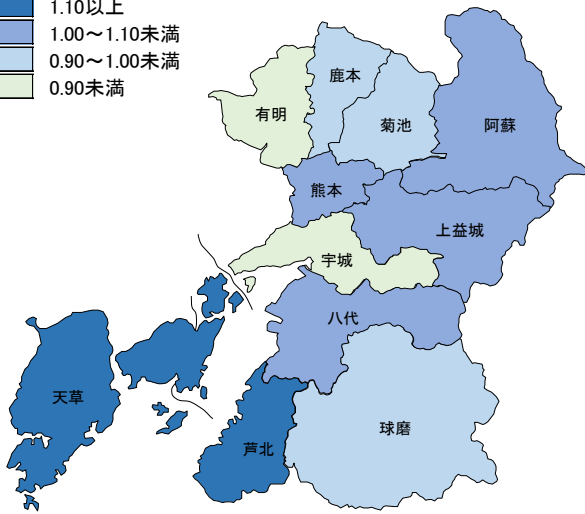 1.10以上
1.00～1.10未満
0.90～1.00未満
0.90未満
鹿本
有明
菊池
阿蘇
熊本
上益城
宇城
八代
天草
球磨
芦北